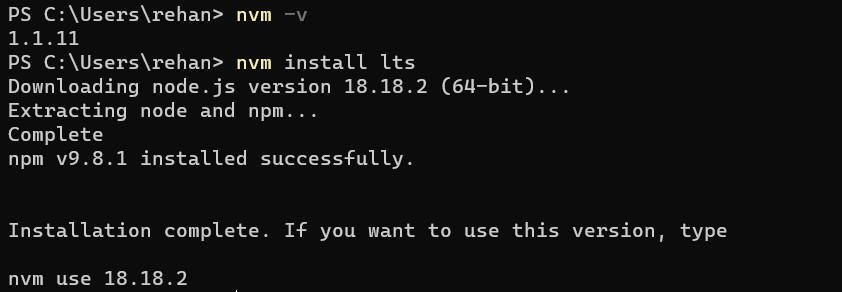 PS C:\Users\rehan> nvm -v
1.1.11
PS C:\Users\rehan> nvm install lts
Downloading node.js version 18.18.2 (64-bit)...
Extracting node and npm...
Complete
npm v9.8.1 installed successfully.
Installation complete. If you want to use this version, type
nvm use 18.18.2